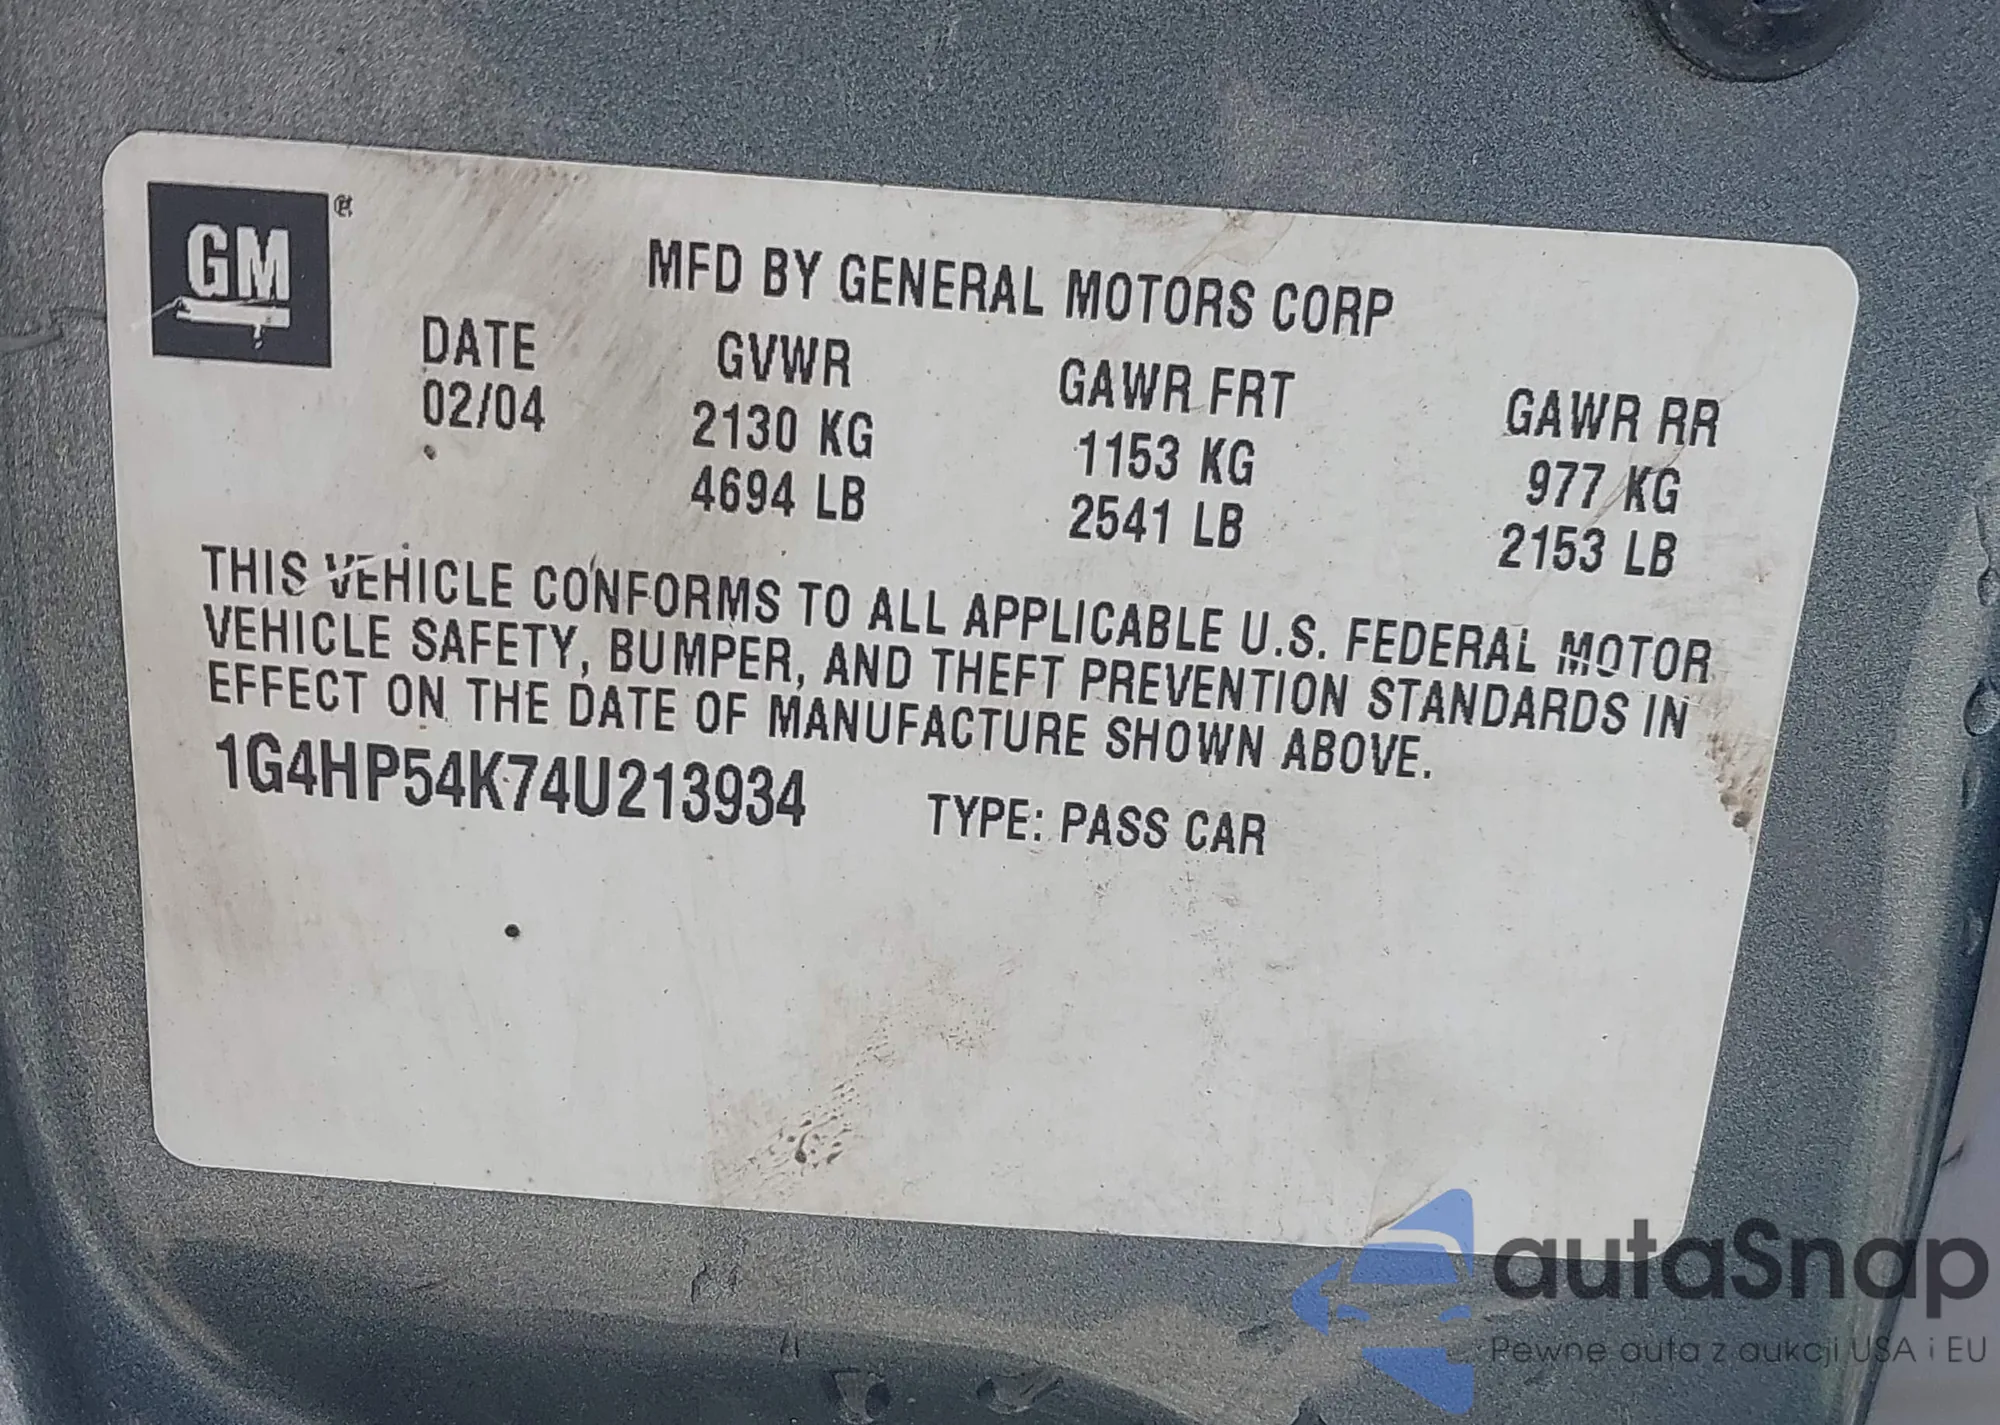 GM ®
MFD BY GENERAL MOTORS CORP
DATE GVWR GAWR FRT GAWR RR
02/04 2130 KG 1153 KG 977 KG
4694 LB 2541 LB 2153 LB
THIS VEHICLE CONFORMS TO ALL APPLICABLE U.S. FEDERAL MOTOR
VEHICLE SAFETY, BUMPER, AND THEFT PREVENTION STANDARDS IN
EFFECT ON THE DATE OF MANUFACTURE SHOWN ABOVE.
1G4HP54K74U213934 TYPE: PASS CAR
autaSnap
Pewne auta z aukcji USA i EU